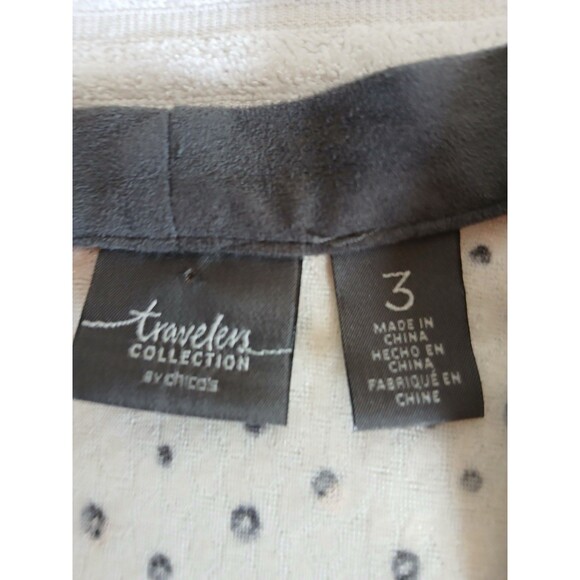 travelers
COLLECTION
BY chico's
3
MADE IN
CHINA
HECHO EN
CHINA
FABRIQUÉ EN
CHINE